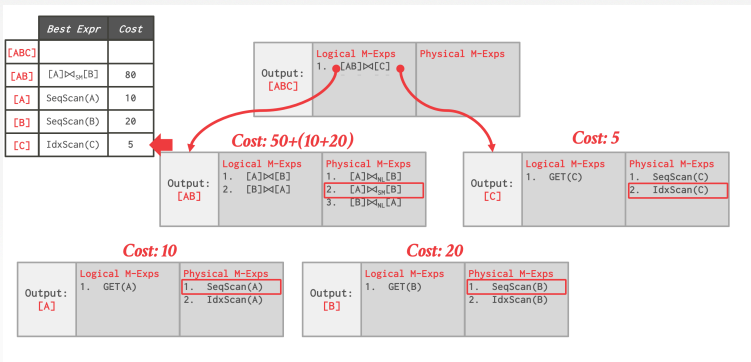 Best Expr Cost
[ABC]
[AB] [A]⋈SM[B] 80
[A] SeqScan(A) 10
[B] SeqScan(B) 20
[C] IdxScan(C) 5
Output:
[ABC]
Logical M-Exps
1. [AB]⋈[C]
Physical M-Exps
Cost: 50+(10+20)
Output:
[AB]
Logical M-Exps
1. [A]⋈[B]
2. [B]⋈[A]
Physical M-Exps
1. [A]⋈NL[B]
2. [A]⋈SM[B]
3. [B]⋈NL[A]
Cost: 5
Output:
[C]
Logical M-Exps
1. GET(C)
Physical M-Exps
1. SeqScan(C)
2. IdxScan(C)
Cost: 10
Output:
[A]
Logical M-Exps
1. GET(A)
Physical M-Exps
1. SeqScan(A)
2. IdxScan(A)
Cost: 20
Output:
[B]
Logical M-Exps
1. GET(B)
Physical M-Exps
1. SeqScan(B)
2. IdxScan(B)